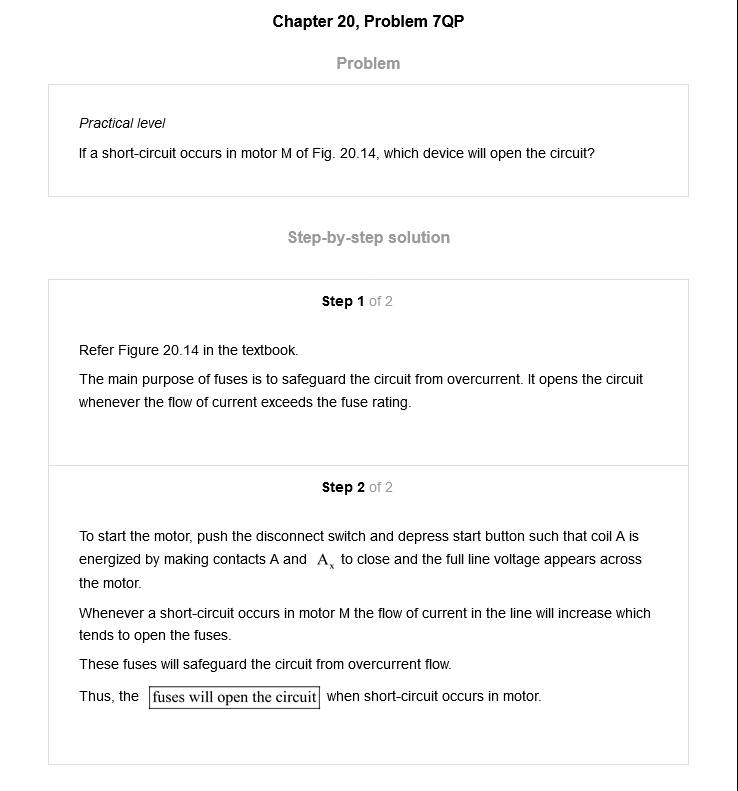 Chapter 20, Problem 7QP
Problem
Practical level
If a short-circuit occurs in motor M of Fig. 20.14, which device will open the circuit?
Step-by-step solution
Step 1 of 2
Refer Figure 20.14 in the textbook.
The main purpose of fuses is to safeguard the circuit from overcurrent. It opens the circuit
whenever the flow of current exceeds the fuse rating.
Step 2 of 2
To start the motor, push the disconnect switch and depress start button such that coil A is
energized by making contacts A and Aₓ to close and the full line voltage appears across
the motor.
Whenever a short-circuit occurs in motor M the flow of current in the line will increase which
tends to open the fuses.
These fuses will safeguard the circuit from overcurrent flow.
Thus, the fuses will open the circuit when short-circuit occurs in motor.